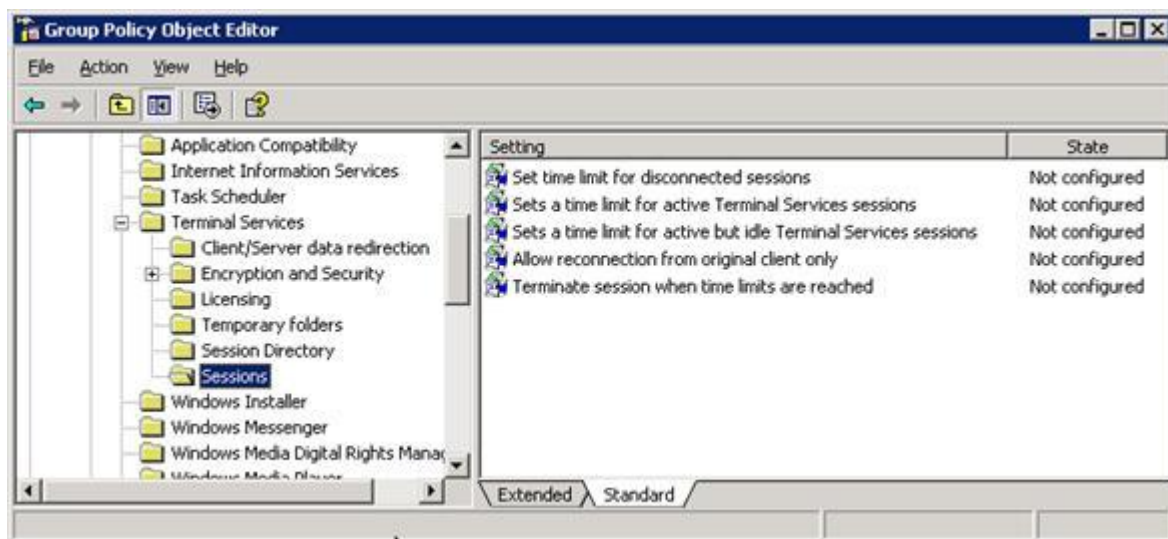 Group Policy Object Editor
File Action View Help
Application Compatibility
Internet Information Services
Task Scheduler
Terminal Services
Client/Server data redirection
Encryption and Security
Licensing
Temporary folders
Session Directory
Sessions
Windows Installer
Windows Messenger
Windows Media Digital Rights Manag
Windows Media Player
Setting State
Set time limit for disconnected sessions Not configured
Sets a time limit for active Terminal Services sessions Not configured
Sets a time limit for active but idle Terminal Services sessions Not configured
Allow reconnection from original client only Not configured
Terminate session when time limits are reached Not configured
Extended Standard